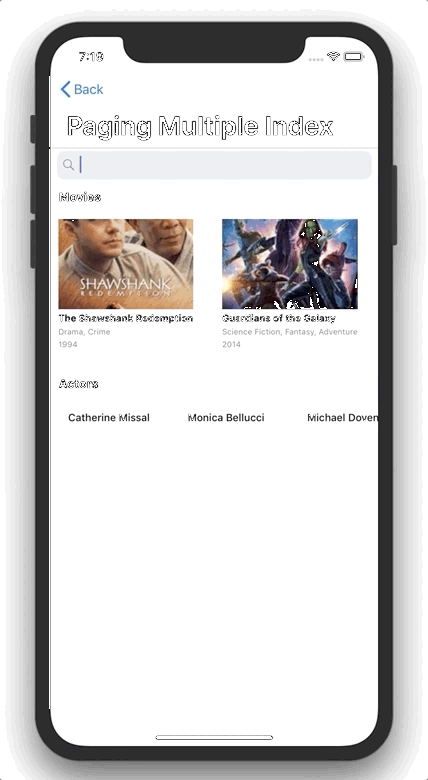 7:19
Back
Paging Multiple Index
Movies
SHAWSHANK
REDEMPTION
The Shawshank Redemption
Drama, Crime
1994
Guardians of the Galaxy
Science Fiction, Fantasy, Adventure
2014
Actors
Catherine Missal
Monica Bellucci
Michael Doven